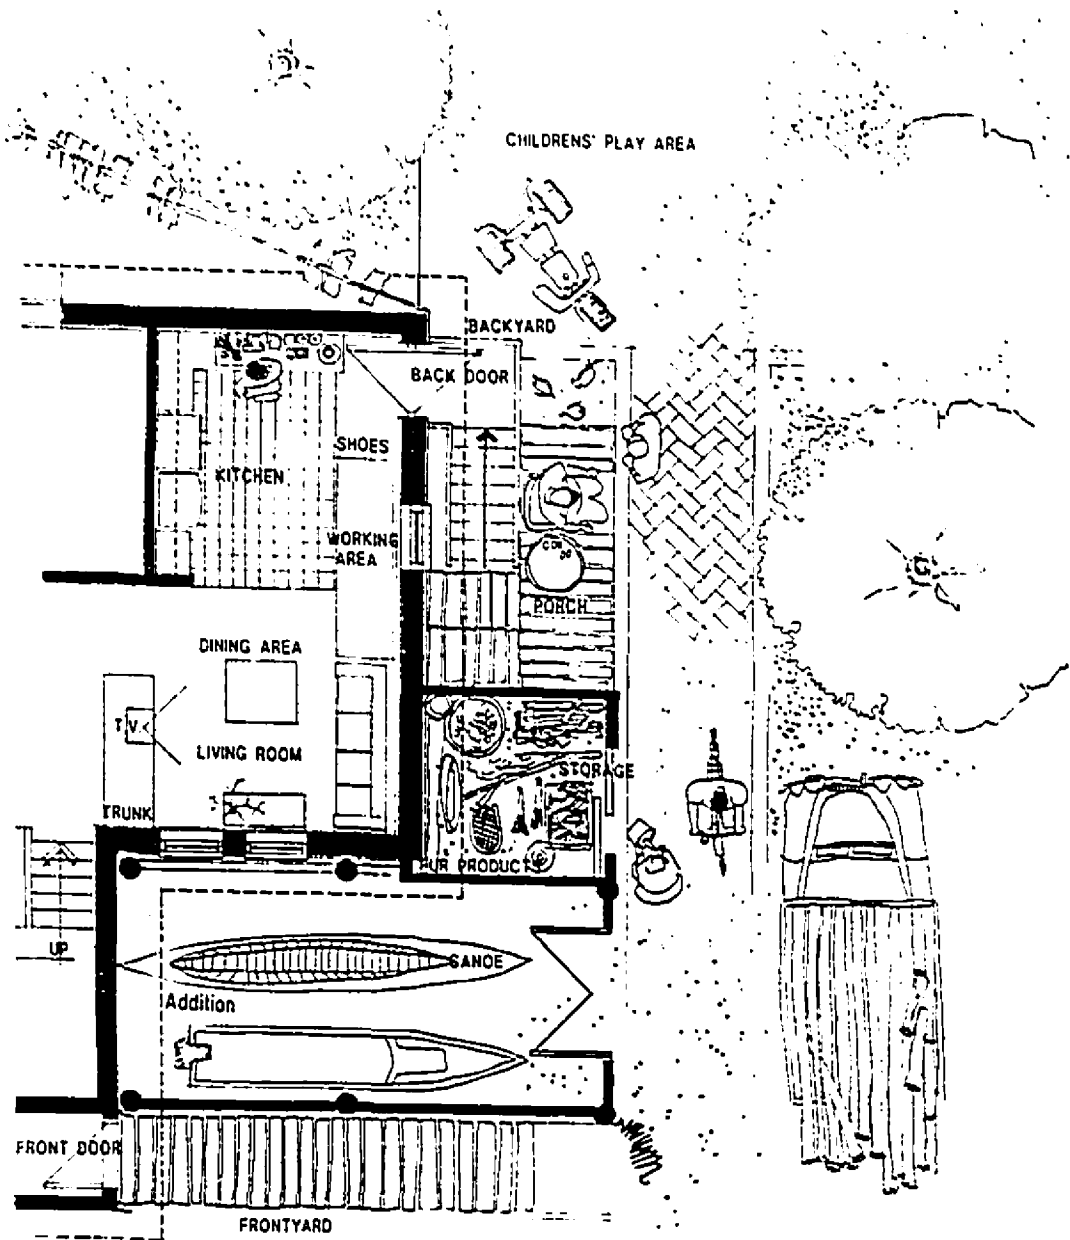 CHILDRENS' PLAY AREA
BACKYARD
BACK DOOR
SHOES
KITCHEN
WORKING
AREA
PORCH
DINING AREA
T.V.
LIVING ROOM
STORAGE
TRUNK
FUR PRODUCT
UP
CANOE
Addition
FRONT DOOR
FRONTYARD